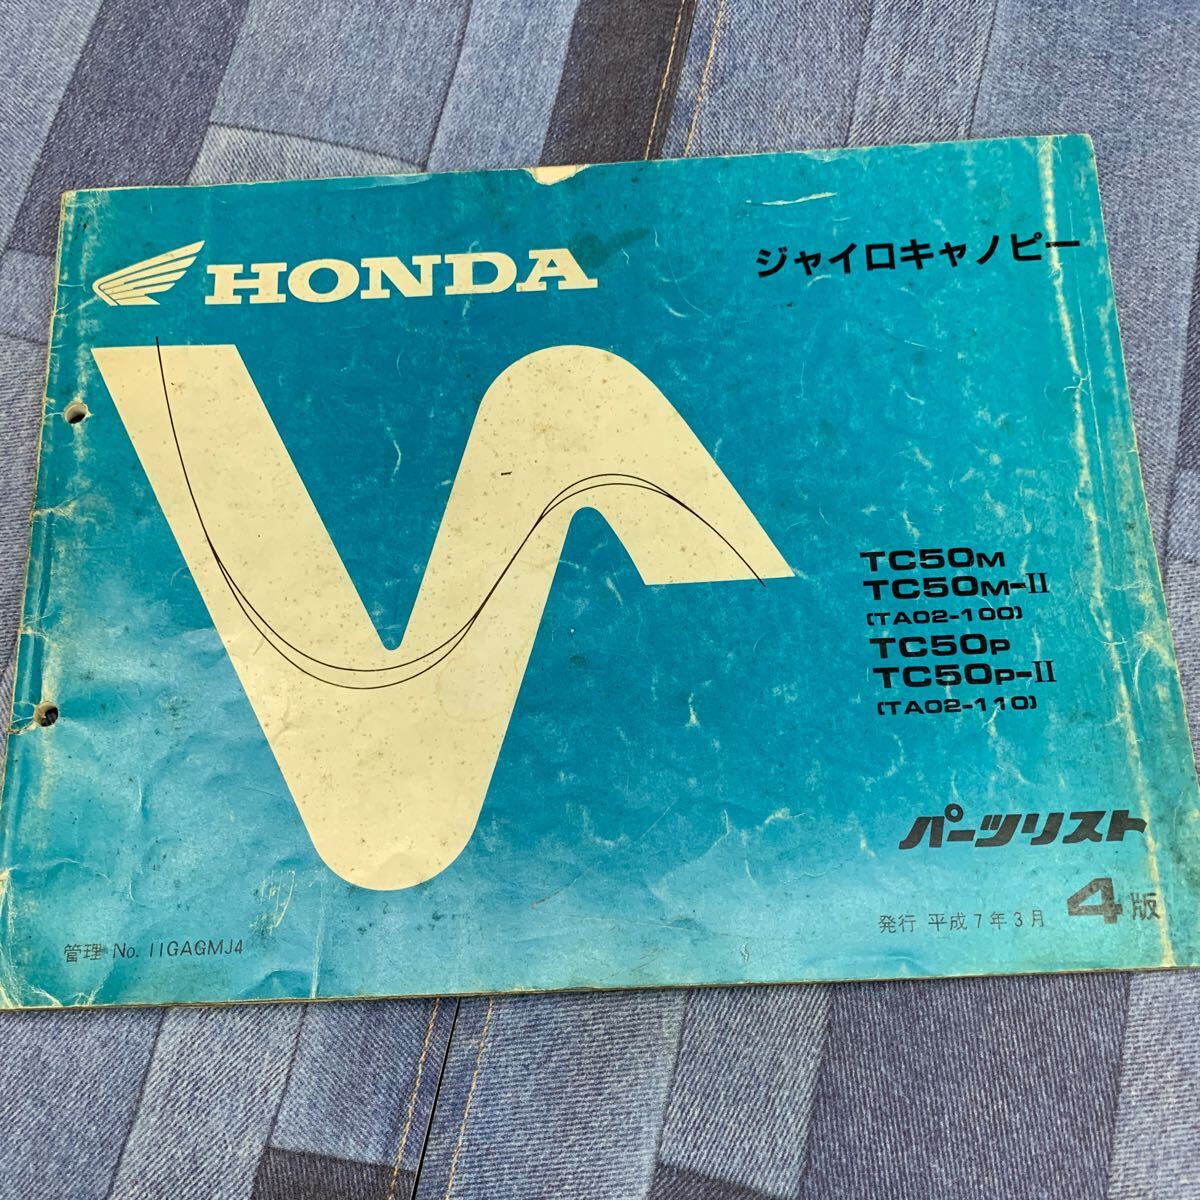 HONDA
ジャイロキャノピー
TC50M
TC50M-II
(TA02-100)
TC50P
TC50P-II
(TA02-110)
パーツリスト
発行 平成7年3月 4版
管理 No. 11GAGMJ4